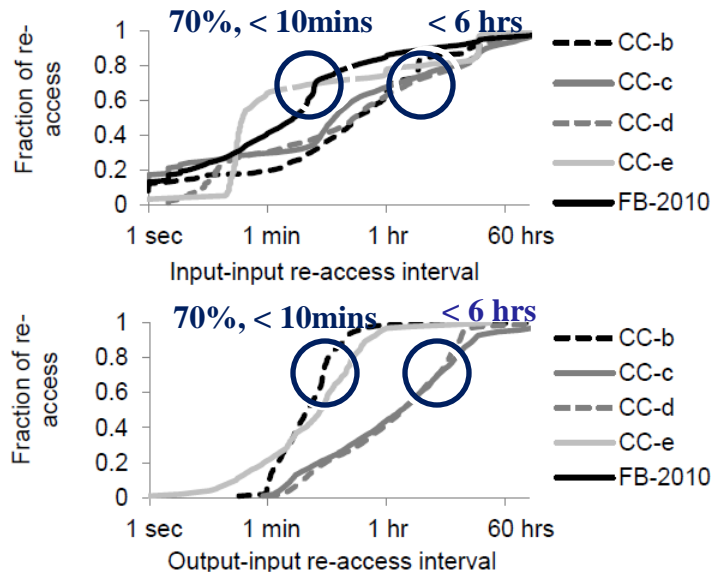 70%, < 10mins
< 6 hrs
Fraction of re-
access
1
0.8
0.6
0.4
0.2
0
1 sec
1 min
1 hr
60 hrs
Input-input re-access interval
CC-b
CC-c
CC-d
CC-e
FB-2010
70%, < 10mins
< 6 hrs
Fraction of re-
access
1
0.8
0.6
0.4
0.2
0
1 sec
1 min
1 hr
60 hrs
Output-input re-access interval
CC-b
CC-c
CC-d
CC-e
FB-2010